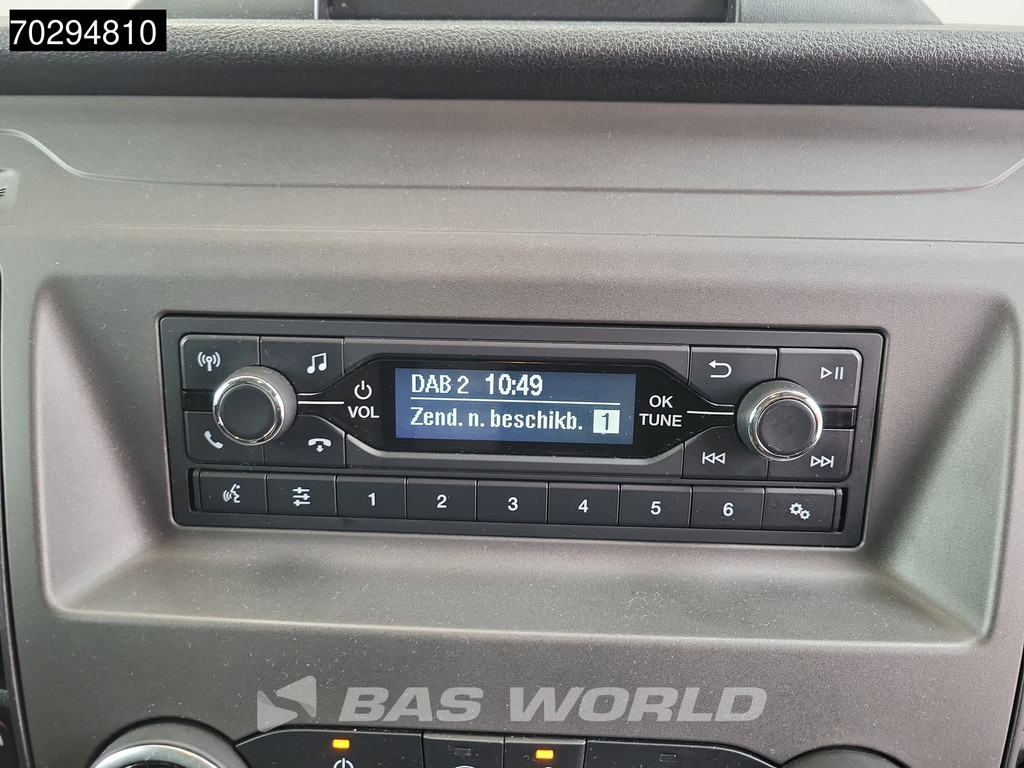 70294810
DAB 2 10:49
Zend. n. beschikb. 1
VOL
OK
TUNE
1 2 3 4 5 6
BAS WORLD